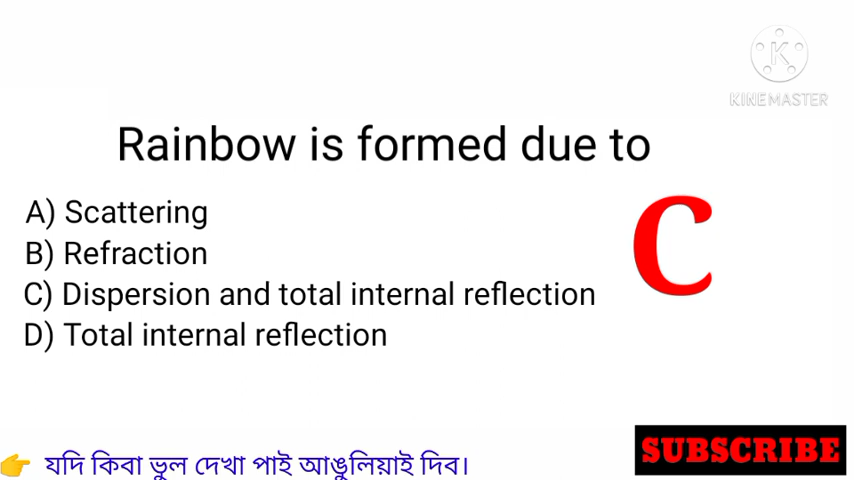 KINEMASTER
Rainbow is formed due to
A) Scattering
B) Refraction
C) Dispersion and total internal reflection
D) Total internal reflection
C
👉 যদি কিবা ভুল দেখা পাই আঙুলিয়াই দিব।
SUBSCRIBE